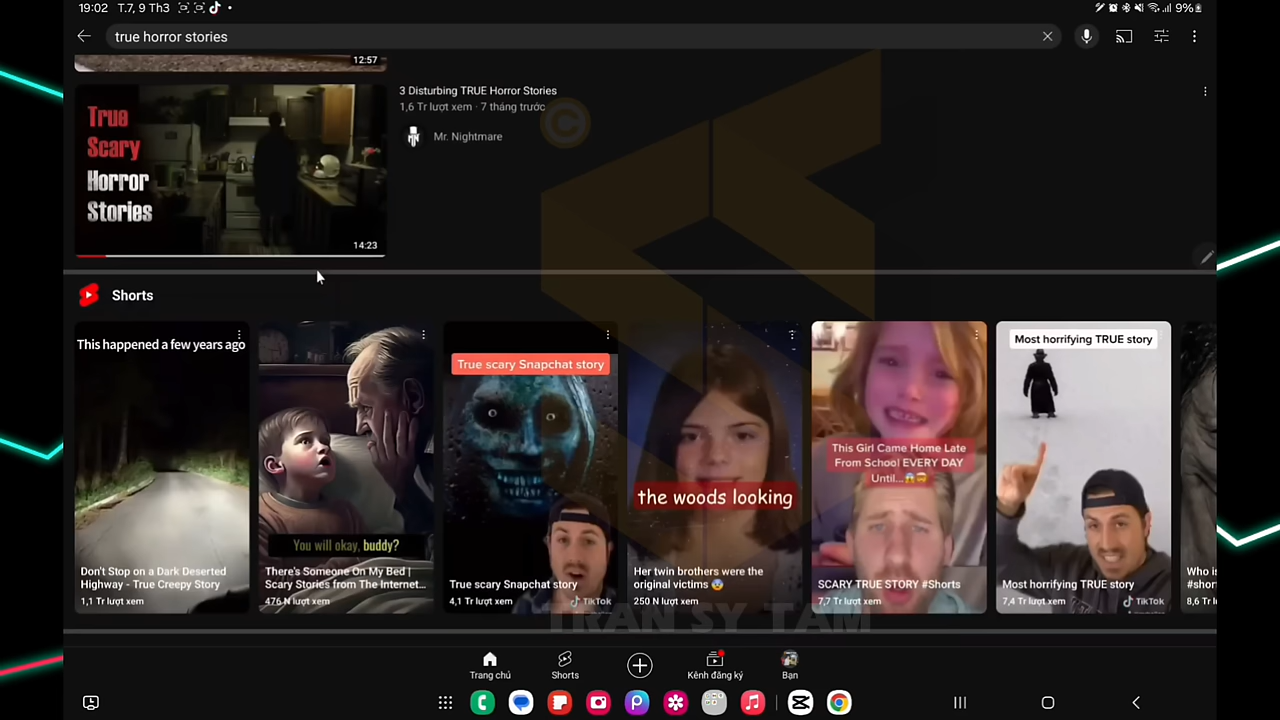 19:02 T.7, 9 Th3
9%
true horror stories
12:57
3 Disturbing TRUE Horror Stories
1,6 Tr lượt xem · 7 tháng trước
Mr. Nightmare
True
Scary
Horror
Stories
14:23
©
Shorts
This happened a few years ago
Don't Stop on a Dark Deserted
Highway - True Creepy Story
1,1 Tr lượt xem
You will okay, buddy?
There's Someone On My Bed |
Scary Stories from The Internet...
476 N lượt xem
True scary Snapchat story
True scary Snapchat story
4,1 Tr lượt xem
TikTok
the woods looking
Her twin brothers were the
original victims 😰
250 N lượt xem
This Girl Came Home Late
From School EVERY DAY
Until...😱🤯
SCARY TRUE STORY #Shorts
7,7 Tr lượt xem
Most horrifying TRUE story
Most horrifying TRUE story
7,4 Tr lượt xem
TikTok
Who is
#shor
8,6 Tr
TRAN SY TAM
Trang chủ
Shorts
Kênh đăng ký
Bạn